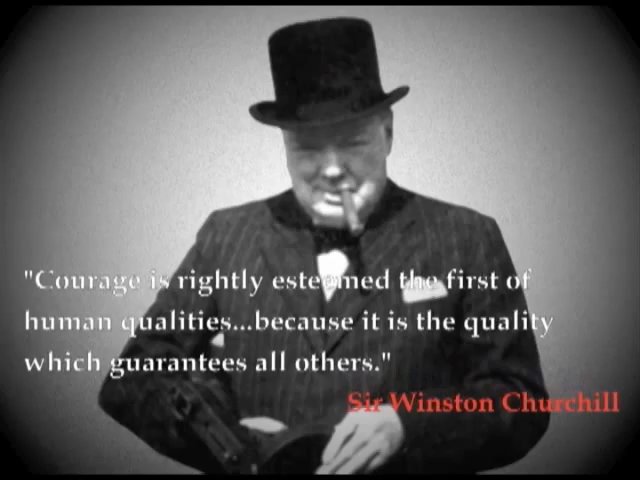 "Courage is rightly esteemed the first of
human qualities...because it is the quality
which guarantees all others."
Sir Winston Churchill